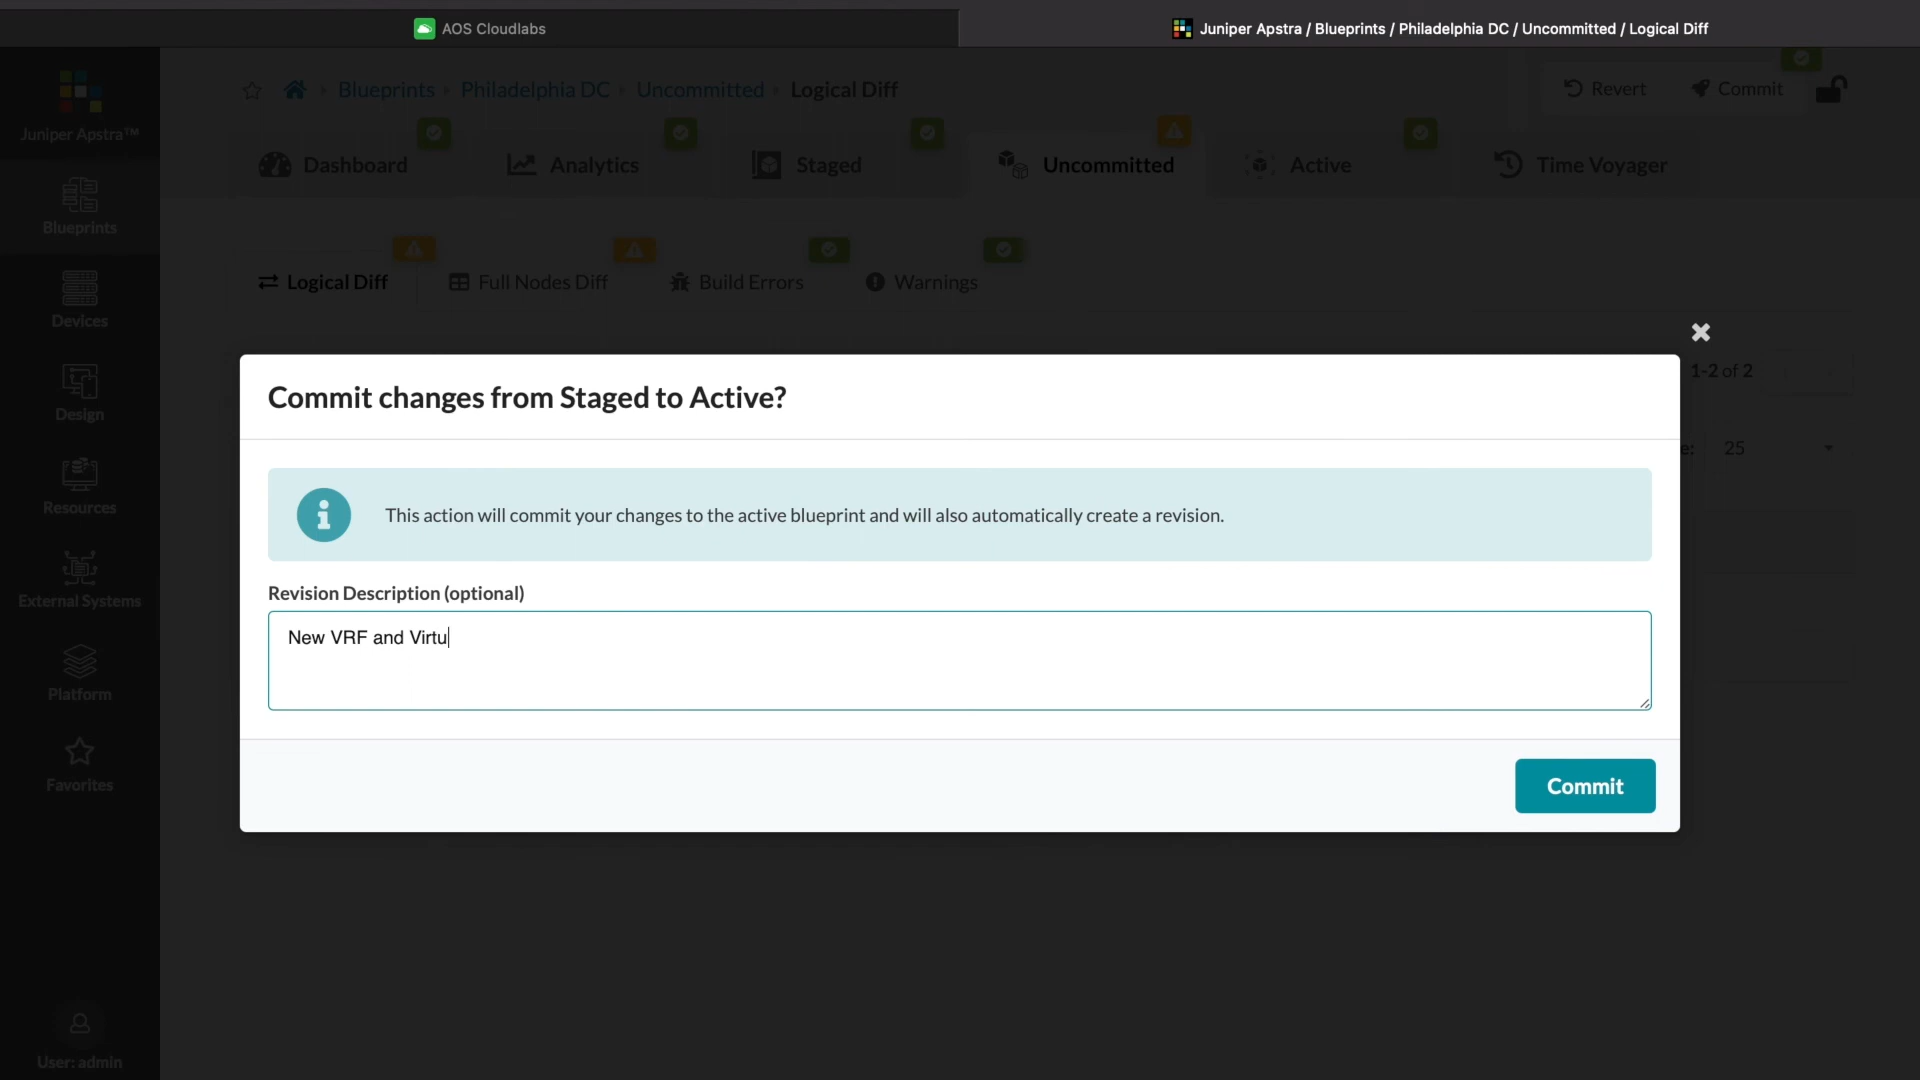 AOS Cloudlabs
Juniper Apstra / Blueprints / Philadelphia DC / Uncommitted / Logical Diff
Juniper Apstra™
Blueprints
Devices
Design
Resources
External Systems
Platform
Favorites
User: admin
Blueprints Philadelphia DC Uncommitted Logical Diff
Revert Commit
Dashboard Analytics Staged Uncommitted Active Time Voyager
Logical Diff Full Nodes Diff Build Errors Warnings
1-2 of 2
e: 25
Commit changes from Staged to Active?
This action will commit your changes to the active blueprint and will also automatically create a revision.
Revision Description (optional)
New VRF and Virtu
Commit